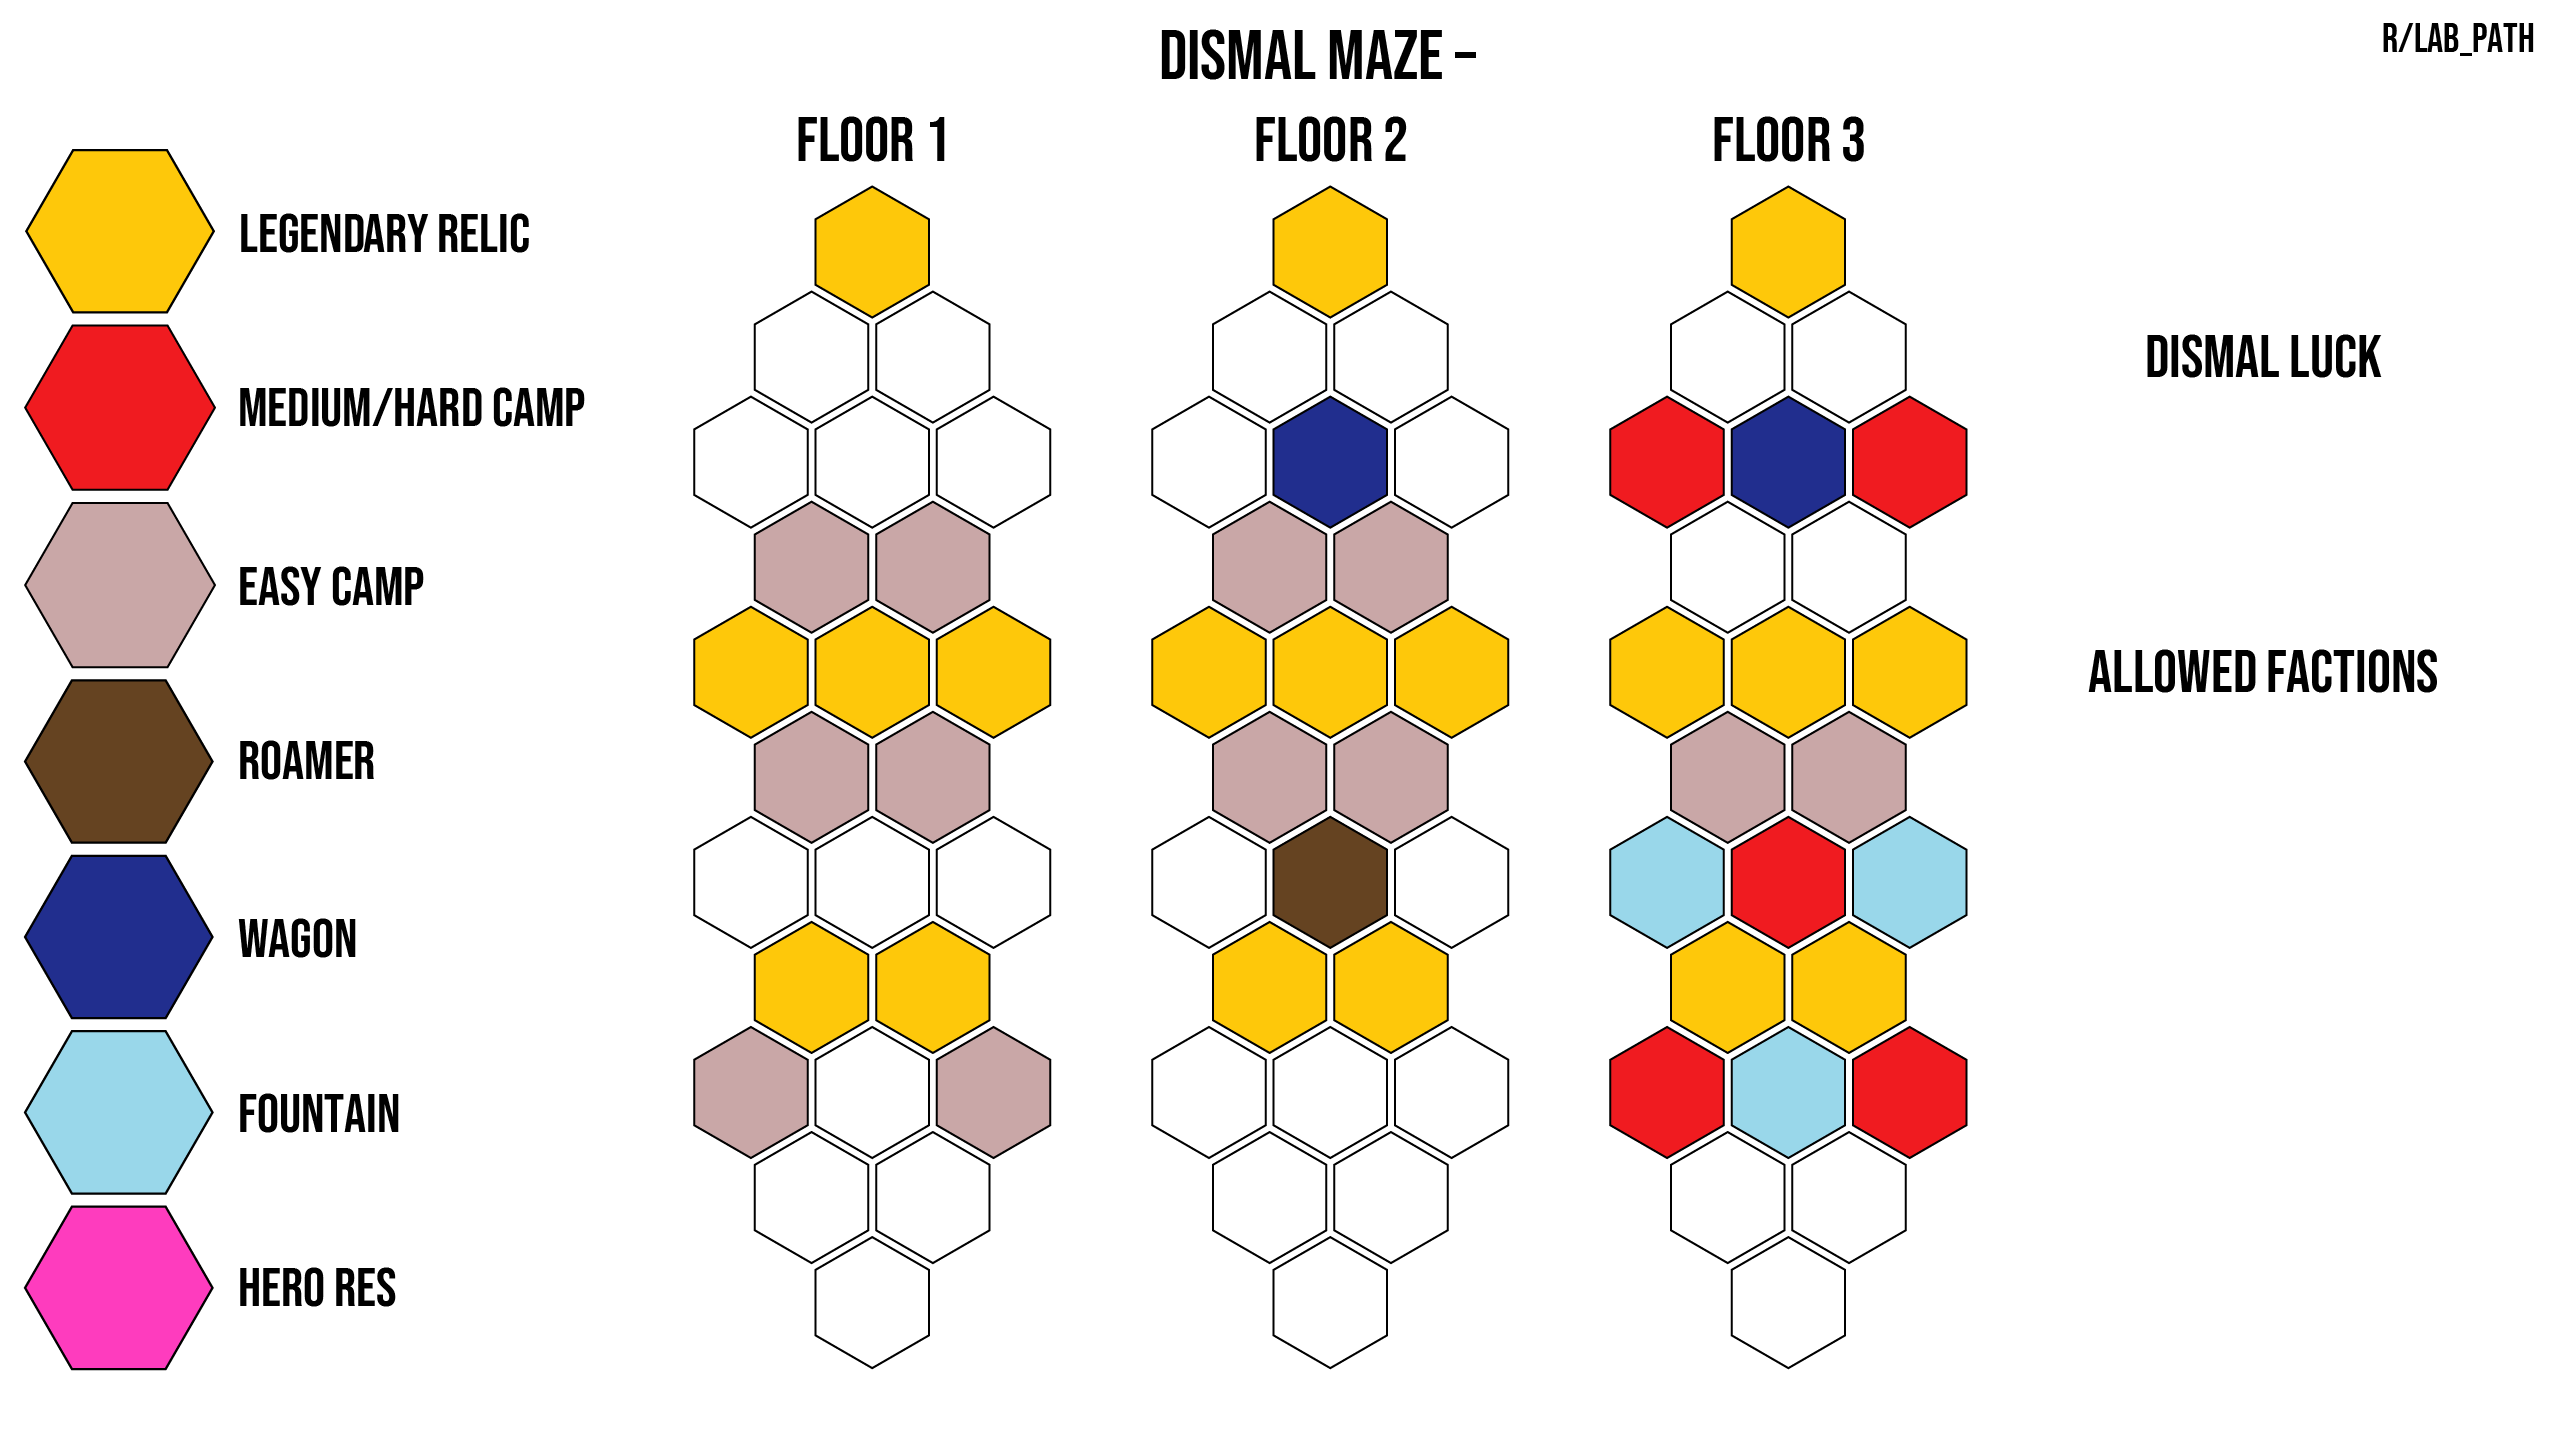 DISMAL MAZE –
R/LAB_PATH
FLOOR 1
FLOOR 2
FLOOR 3
LEGENDARY RELIC
MEDIUM/HARD CAMP
EASY CAMP
ROAMER
WAGON
FOUNTAIN
HERO RES
DISMAL LUCK
ALLOWED FACTIONS